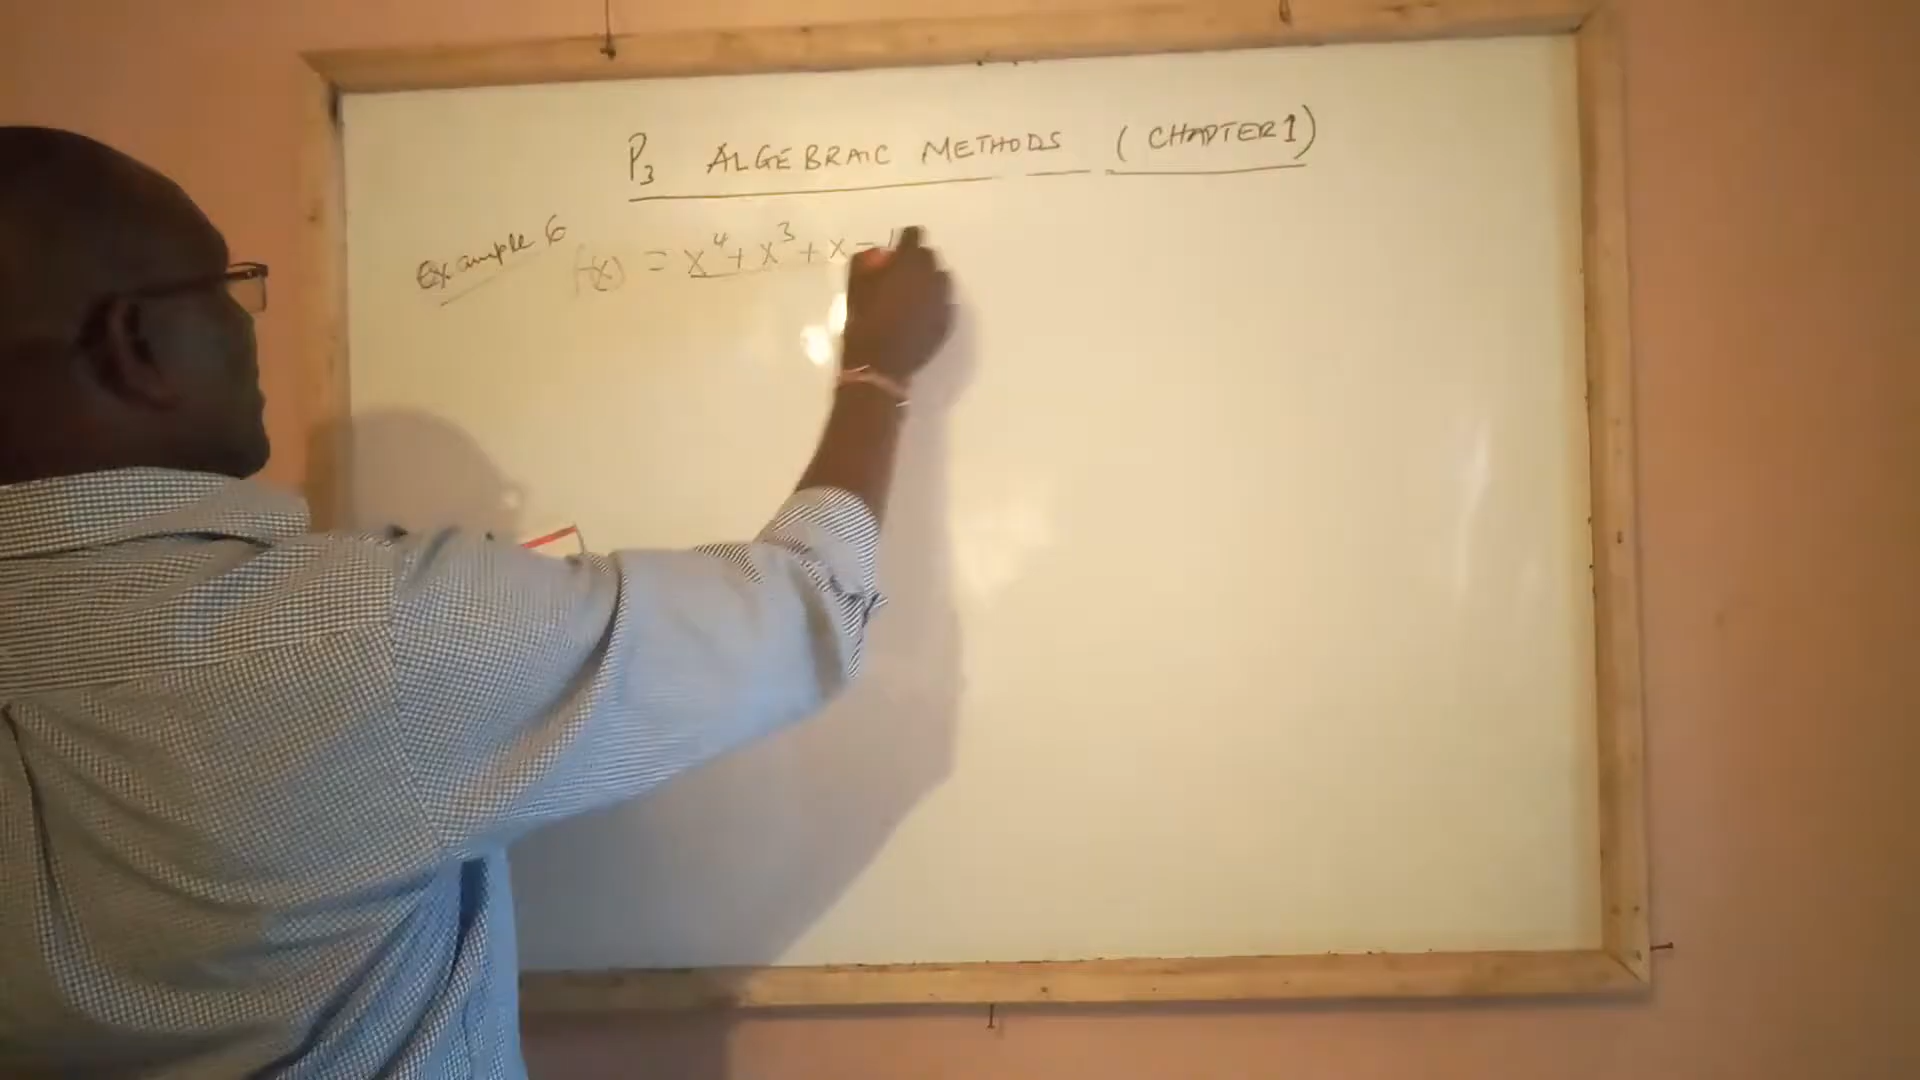 P₃ ALGEBRAIC METHODS (CHAPTER 1)
Example 6 f(x) = x⁴ + x³ + x -